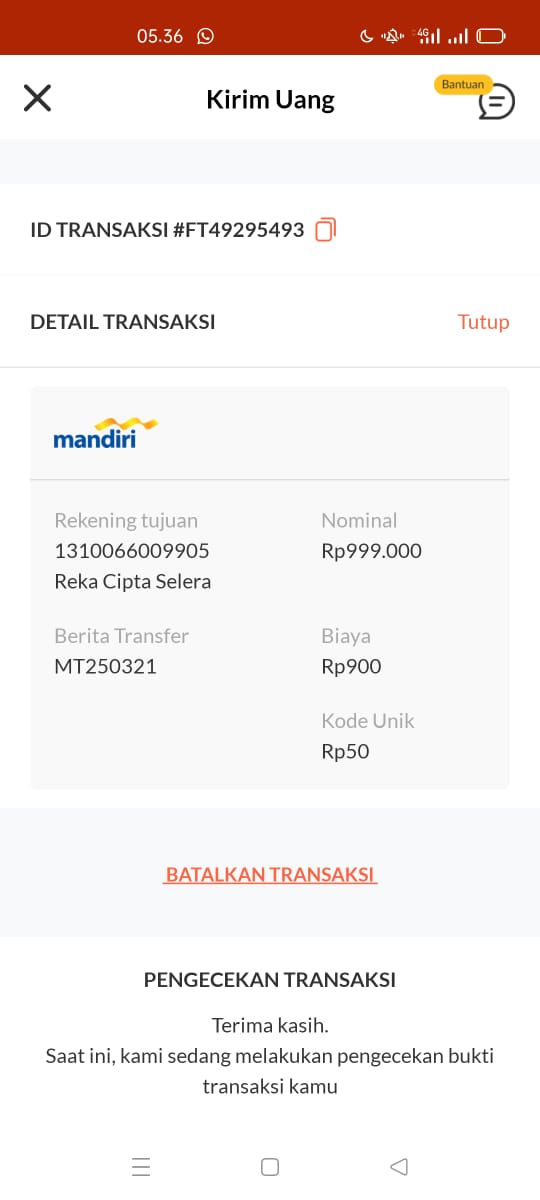 05.36
4G
Kirim Uang
Bantuan
ID TRANSAKSI #FT49295493
DETAIL TRANSAKSI
Tutup
mandiri
Rekening tujuan
Nominal
1310066009905
Rp999.000
Reka Cipta Selera
Berita Transfer
Biaya
MT250321
Rp900
Kode Unik
Rp50
BATALKAN TRANSAKSI
PENGECEKAN TRANSAKSI
Terima kasih.
Saat ini, kami sedang melakukan pengecekan bukti
transaksi kamu